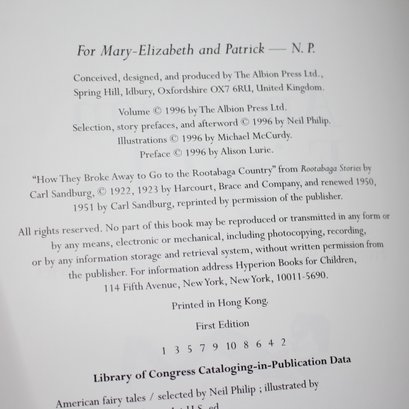 For Mary-Elizabeth and Patrick — N. P.
Conceived, designed, and produced by The Albion Press Ltd.,
Spring Hill, Idbury, Oxfordshire OX7 6RU, United Kingdom.
Volume © 1996 by The Albion Press Ltd.
Selection, story prefaces, and afterword © 1996 by Neil Philip.
Illustrations © 1996 by Michael McCurdy.
Preface © 1996 by Alison Lurie.
"How They Broke Away to Go to the Rootabaga Country" from Rootabaga Stories by
Carl Sandburg, © 1922, 1923 by Harcourt, Brace and Company, and renewed 1950,
1951 by Carl Sandburg, reprinted by permission of the publisher.
All rights reserved. No part of this book may be reproduced or transmitted in any form or
by any means, electronic or mechanical, including photocopying, recording,
or by any information storage and retrieval system, without written permission from
the publisher. For information address Hyperion Books for Children,
114 Fifth Avenue, New York, New York, 10011-5690.
Printed in Hong Kong.
First Edition
1 3 5 7 9 10 8 6 4 2
Library of Congress Cataloging-in-Publication Data
American fairy tales / selected by Neil Philip ; illustrated by
U.S. ed.